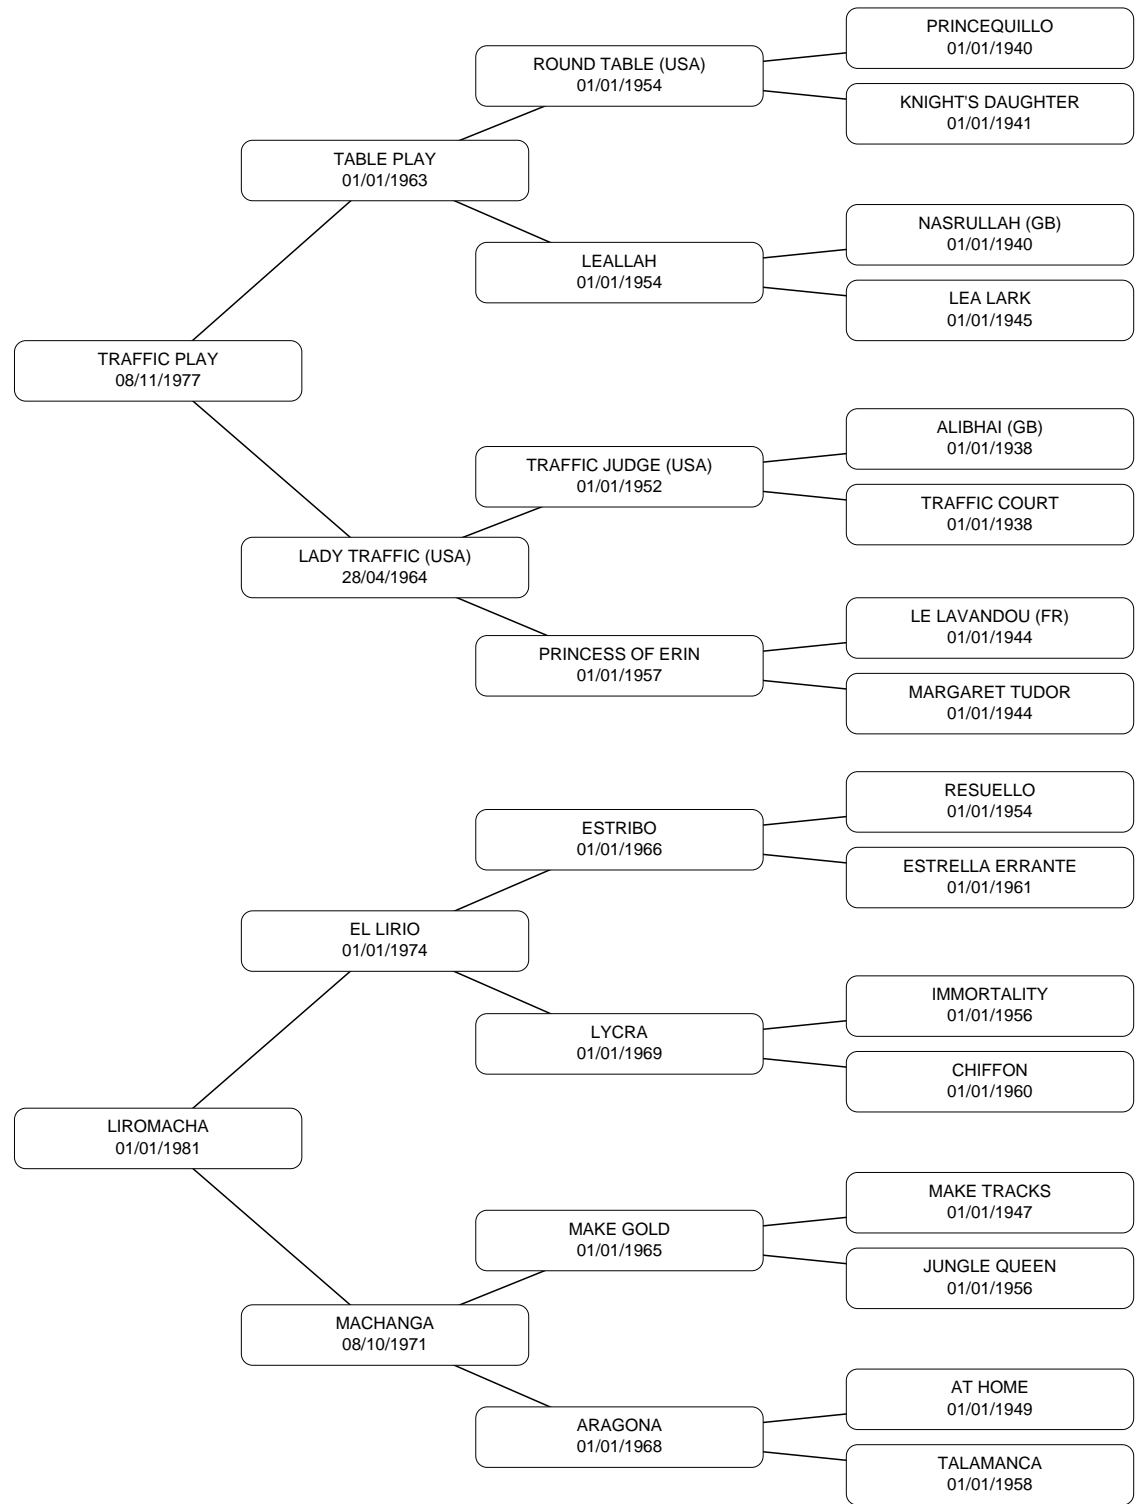 PRINCEQUILLO
01/01/1940
ROUND TABLE (USA)
01/01/1954
KNIGHT'S DAUGHTER
01/01/1941
TABLE PLAY
01/01/1963
NASRULLAH (GB)
01/01/1940
LEALLAH
01/01/1954
LEA LARK
01/01/1945
TRAFFIC PLAY
08/11/1977
ALIBHAI (GB)
01/01/1938
TRAFFIC JUDGE (USA)
01/01/1952
TRAFFIC COURT
01/01/1938
LADY TRAFFIC (USA)
28/04/1964
LE LAVANDOU (FR)
01/01/1944
PRINCESS OF ERIN
01/01/1957
MARGARET TUDOR
01/01/1944
RESUELLO
01/01/1954
ESTRIBO
01/01/1966
ESTRELLA ERRANTE
01/01/1961
EL LIRIO
01/01/1974
IMMORTALITY
01/01/1956
LYCRA
01/01/1969
CHIFFON
01/01/1960
LIROMACHA
01/01/1981
MAKE TRACKS
01/01/1947
MAKE GOLD
01/01/1965
JUNGLE QUEEN
01/01/1956
MACHANGA
08/10/1971
AT HOME
01/01/1949
ARAGONA
01/01/1968
TALAMANCA
01/01/1958